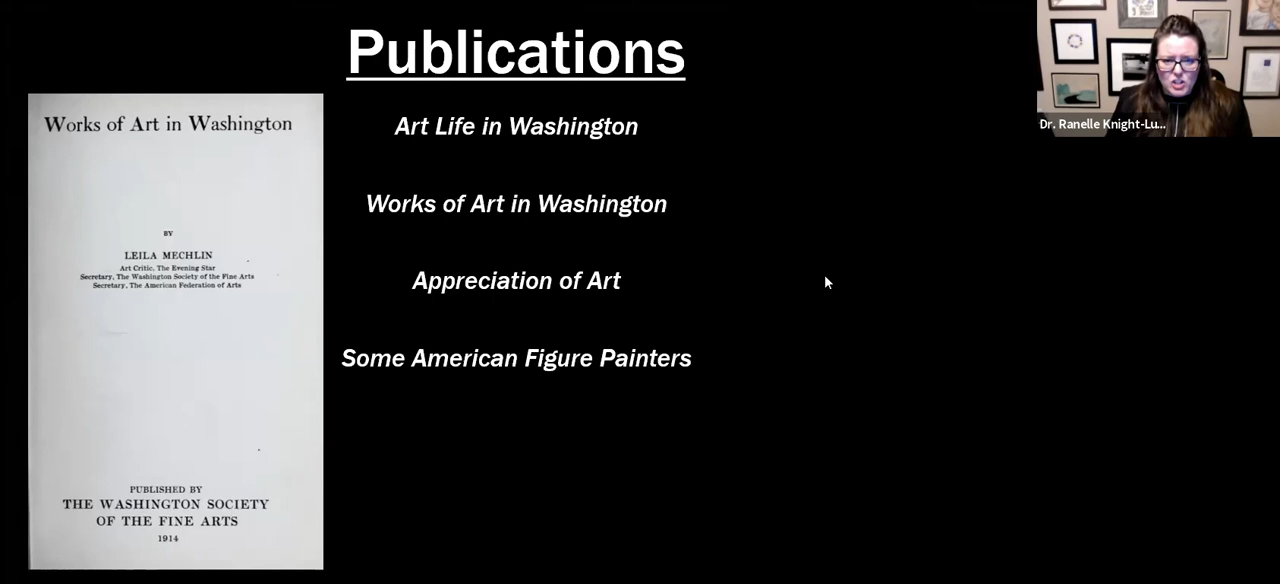 Publications
Works of Art in Washington
BY
LEILA MECHLIN
Art Critic, The Evening Star
Secretary, The Washington Society of the Fine Arts
Secretary, The American Federation of Arts
PUBLISHED BY
THE WASHINGTON SOCIETY
OF THE FINE ARTS
1914
Art Life in Washington
Works of Art in Washington
Appreciation of Art
Some American Figure Painters
Dr. Ranelle Knight-Lu...